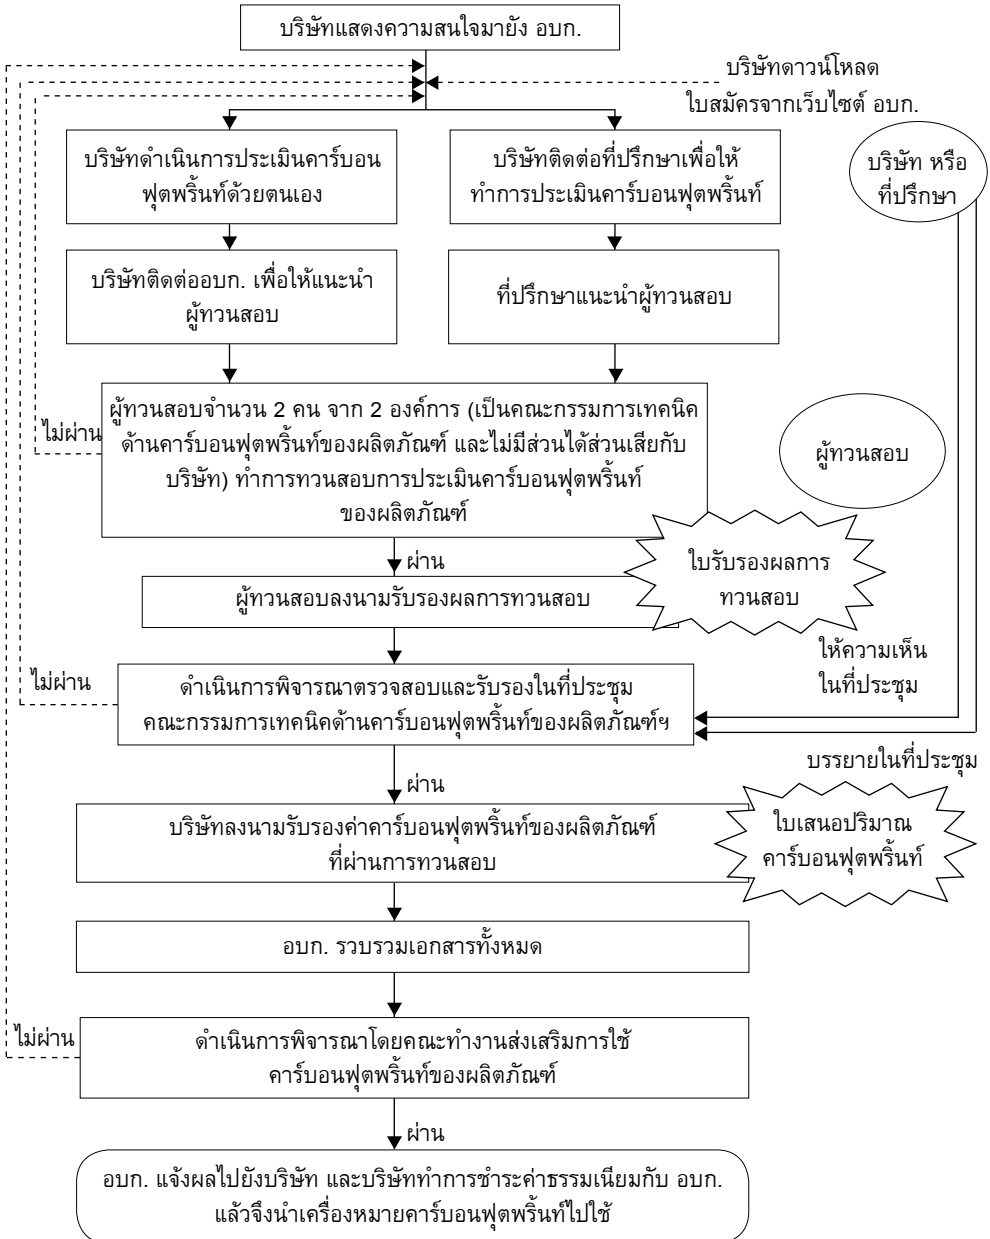 บริษัทแสดงความสนใจมายัง อบก.
บริษัทดาวน์โหลด
ใบสมัครจากเว็บไซต์ อบก.
บริษัทดำเนินการประเมินคาร์บอน
ฟุตพริ้นท์ด้วยตนเอง
บริษัทติดต่อที่ปรึกษาเพื่อให้
ทำการประเมินคาร์บอนฟุตพริ้นท์
บริษัท หรือ
ที่ปรึกษา
บริษัทติดต่ออบก. เพื่อให้แนะนำ
ผู้ทวนสอบ
ที่ปรึกษาแนะนำผู้ทวนสอบ
ไม่ผ่าน
ผู้ทวนสอบจำนวน 2 คน จาก 2 องค์การ (เป็นคณะกรรมการเทคนิค
ด้านคาร์บอนฟุตพริ้นท์ของผลิตภัณฑ์ และไม่มีส่วนได้ส่วนเสียกับ
บริษัท) ทำการทวนสอบการประเมินคาร์บอนฟุตพริ้นท์
ของผลิตภัณฑ์
ผู้ทวนสอบ
ผ่าน
ใบรับรองผลการ
ทวนสอบ
ผู้ทวนสอบลงนามรับรองผลการทวนสอบ
ให้ความเห็น
ในที่ประชุม
ไม่ผ่าน
ดำเนินการพิจารณาตรวจสอบและรับรองในที่ประชุม
คณะกรรมการเทคนิคด้านคาร์บอนฟุตพริ้นท์ของผลิตภัณฑ์ฯ
บรรยายในที่ประชุม
ผ่าน
บริษัทลงนามรับรองค่าคาร์บอนฟุตพริ้นท์ของผลิตภัณฑ์
ที่ผ่านการทวนสอบ
ใบเสนอปริมาณ
คาร์บอนฟุตพริ้นท์
อบก. รวบรวมเอกสารทั้งหมด
ไม่ผ่าน
ดำเนินการพิจารณาโดยคณะทำงานส่งเสริมการใช้
คาร์บอนฟุตพริ้นท์ของผลิตภัณฑ์
ผ่าน
อบก. แจ้งผลไปยังบริษัท และบริษัททำการชำระค่าธรรมเนียมกับ อบก.
แล้วจึงนำเครื่องหมายคาร์บอนฟุตพริ้นท์ไปใช้